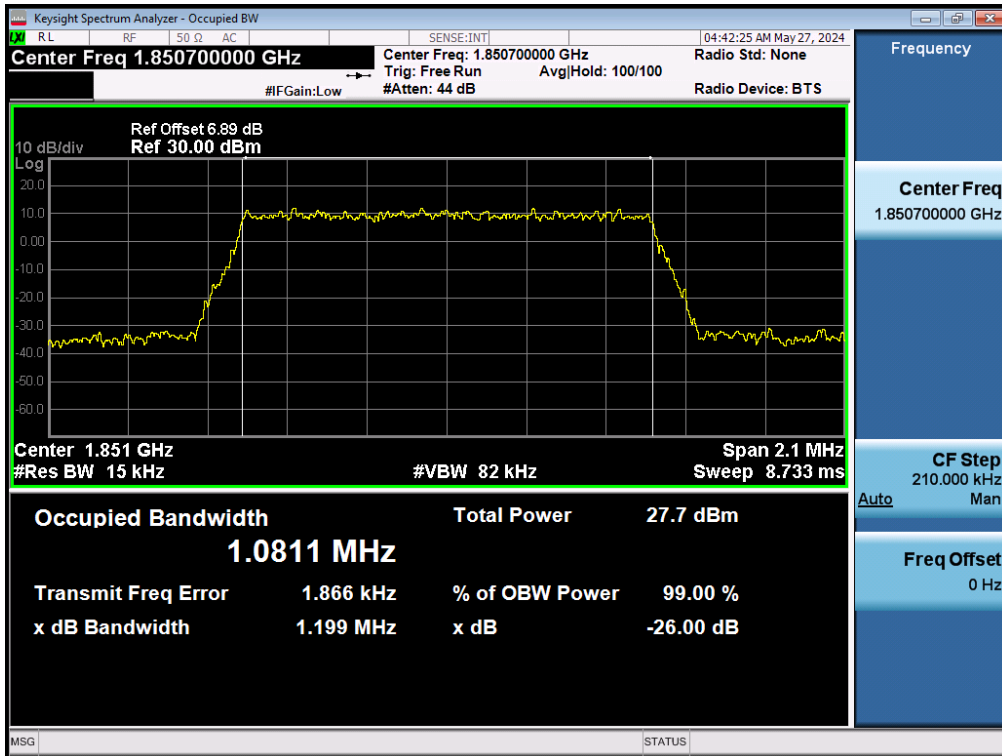 Keysight Spectrum Analyzer - Occupied BW
LXI RL RF 50 Ω AC SENSE:INT 04:42:25 AM May 27, 2024
Center Freq 1.850700000 GHz
Center Freq: 1.850700000 GHz
Radio Std: None
Trig: Free Run Avg|Hold: 100/100
#IFGain:Low
#Atten: 44 dB
Radio Device: BTS
Frequency
Ref Offset 6.89 dB
10 dB/div Ref 30.00 dBm
Log
20.0
10.0
0.00
-10.0
-20.0
-30.0
-40.0
-50.0
-60.0
Center 1.851 GHz Span 2.1 MHz
#Res BW 15 kHz #VBW 82 kHz Sweep 8.733 ms
Occupied Bandwidth
1.0811 MHz
Total Power 27.7 dBm
Transmit Freq Error 1.866 kHz % of OBW Power 99.00 %
x dB Bandwidth 1.199 MHz x dB -26.00 dB
Center Freq
1.850700000 GHz
CF Step
210.000 kHz
Auto Man
Freq Offset
0 Hz
MSG STATUS